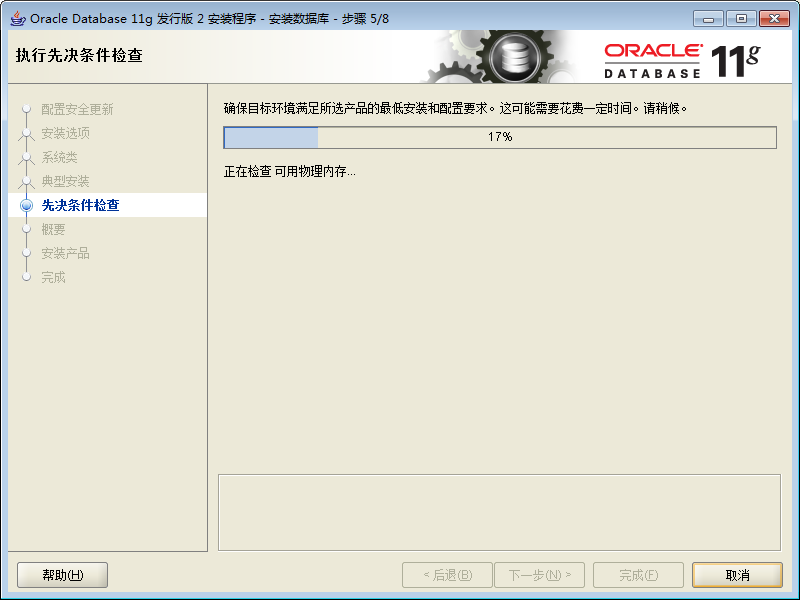 Oracle Database 11g 发行版 2 安装程序 - 安装数据库 - 步骤 5/8
执行先决条件检查
ORACLE
DATABASE 11g
配置安全更新
安装选项
系统类
典型安装
先决条件检查
概要
安装产品
完成
确保目标环境满足所选产品的最低安装和配置要求。这可能需要花费一定时间。请稍候。
17%
正在检查 可用物理内存...
帮助(H)
< 后退(B)
下一步(N) >
完成(F)
取消